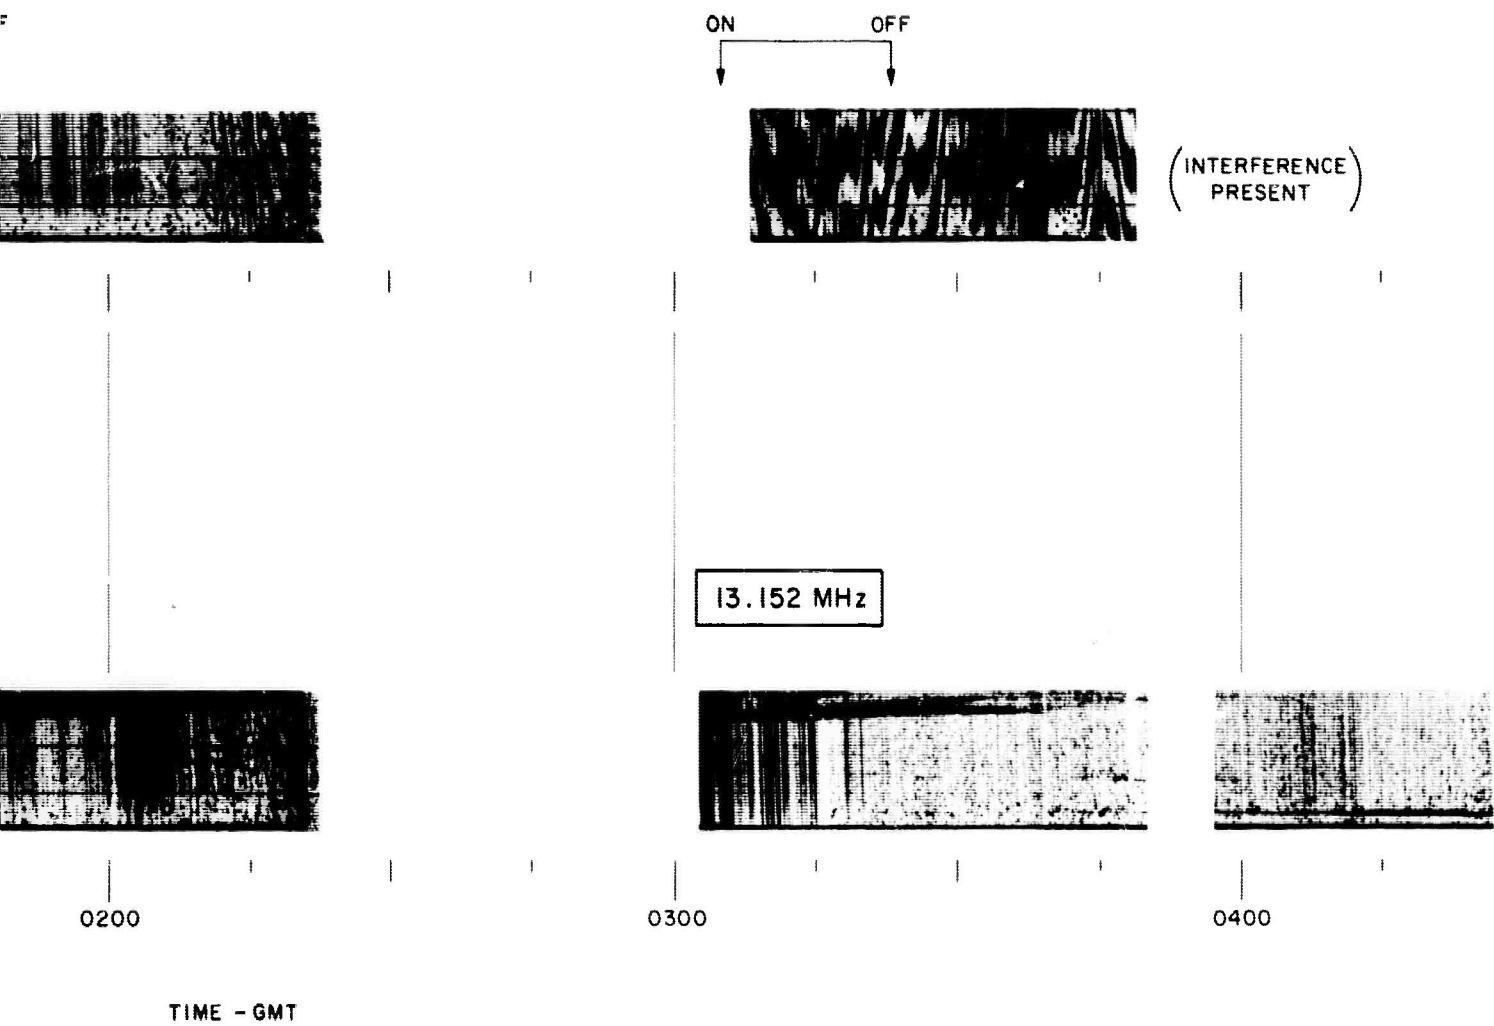 F
ON OFF
(INTERFERENCE
PRESENT)
13.152 MHz
0200 0300 0400
TIME - GMT